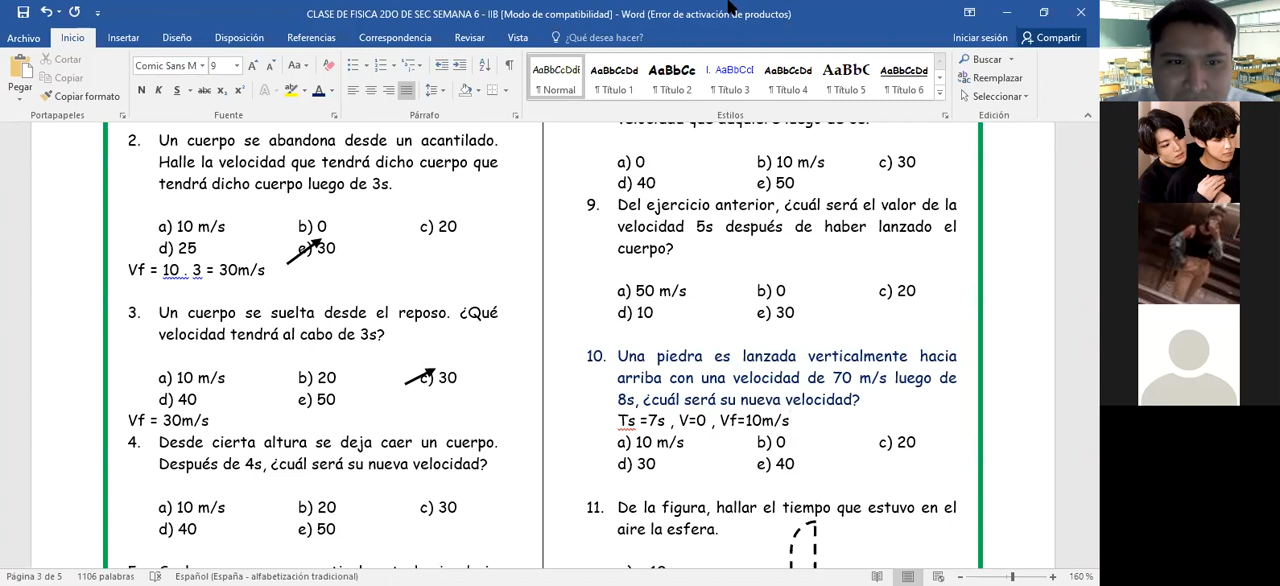 CLASE DE FISICA 2DO DE SEC SEMANA 6 - IIB [Modo de compatibilidad] - Word (Error de activación de productos)
Archivo Inicio Insertar Diseño Disposición Referencias Correspondencia Revisar Vista ¿Qué desea hacer? Iniciar sesión Compartir
Pegar
Cortar
Copiar
Copiar formato
Portapapeles
Comic Sans M 9 Aa
N K S abc x₂ x² A ab A
Fuente
Párrafo
AaBbCcDdE AaBbCcDd AaBbCc I. AaBbCcl AaBbCcDd AaBbC AaBbCcDd
¶ Normal ¶ Título 1 ¶ Título 2 ¶ Título 3 ¶ Título 4 ¶ Título 5 ¶ Título 6
Estilos
Buscar
Reemplazar
Seleccionar
Edición
2. Un cuerpo se abandona desde un acantilado.
Halle la velocidad que tendrá dicho cuerpo que
tendrá dicho cuerpo luego de 3s.
a) 10 m/s b) 0 c) 20
d) 25 e) 30
Vf = 10 . 3 = 30m/s
3. Un cuerpo se suelta desde el reposo. ¿Qué
velocidad tendrá al cabo de 3s?
a) 10 m/s b) 20 c) 30
d) 40 e) 50
Vf = 30m/s
4. Desde cierta altura se deja caer un cuerpo.
Después de 4s, ¿cuál será su nueva velocidad?
a) 10 m/s b) 20 c) 30
d) 40 e) 50
a) 0 b) 10 m/s c) 30
d) 40 e) 50
9. Del ejercicio anterior, ¿cuál será el valor de la
velocidad 5s después de haber lanzado el
cuerpo?
a) 50 m/s b) 0 c) 20
d) 10 e) 30
10. Una piedra es lanzada verticalmente hacia
arriba con una velocidad de 70 m/s luego de
8s, ¿cuál será su nueva velocidad?
Ts =7s , V=0 , Vf=10m/s
a) 10 m/s b) 0 c) 20
d) 30 e) 40
11. De la figura, hallar el tiempo que estuvo en el
aire la esfera.
Página 3 de 5 1106 palabras Español (España - alfabetización tradicional) 160 %